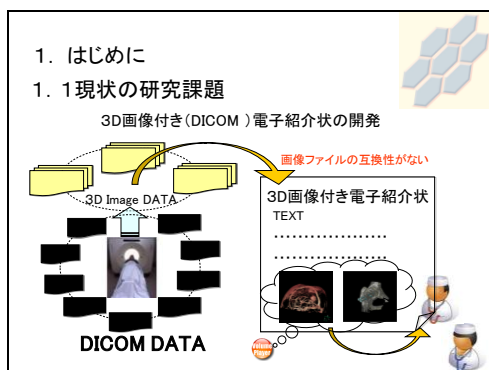 1. はじめに
1. 1現状の研究課題
3D画像付き(DICOM )電子紹介状の開発
画像ファイルの互換性がない
3D Image DATA
3D画像付き電子紹介状
TEXT
…………………
…………………
Volume
Player
DICOM DATA